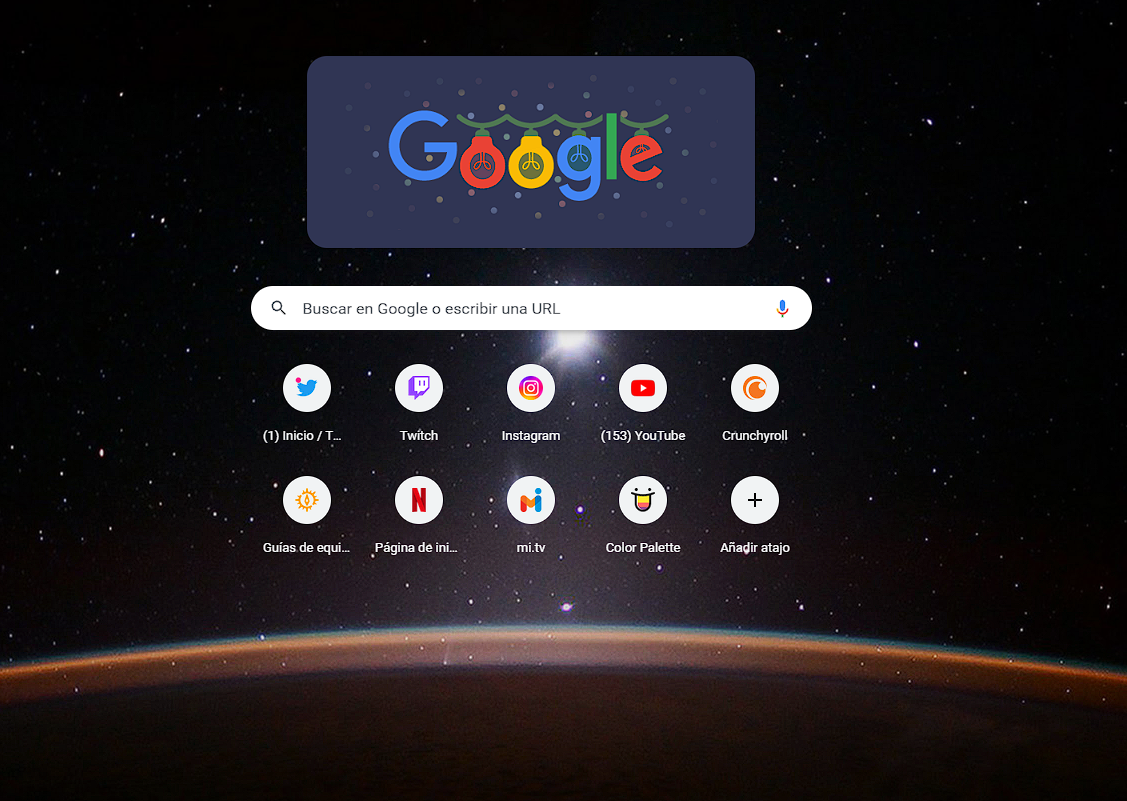 Google
Buscar en Google o escribir una URL
(1) Inicio / T...
Twitch
Instagram
(153) YouTube
Crunchyroll
Guías de equi...
Página de ini...
mi.tv
Color Palette
Añadir atajo